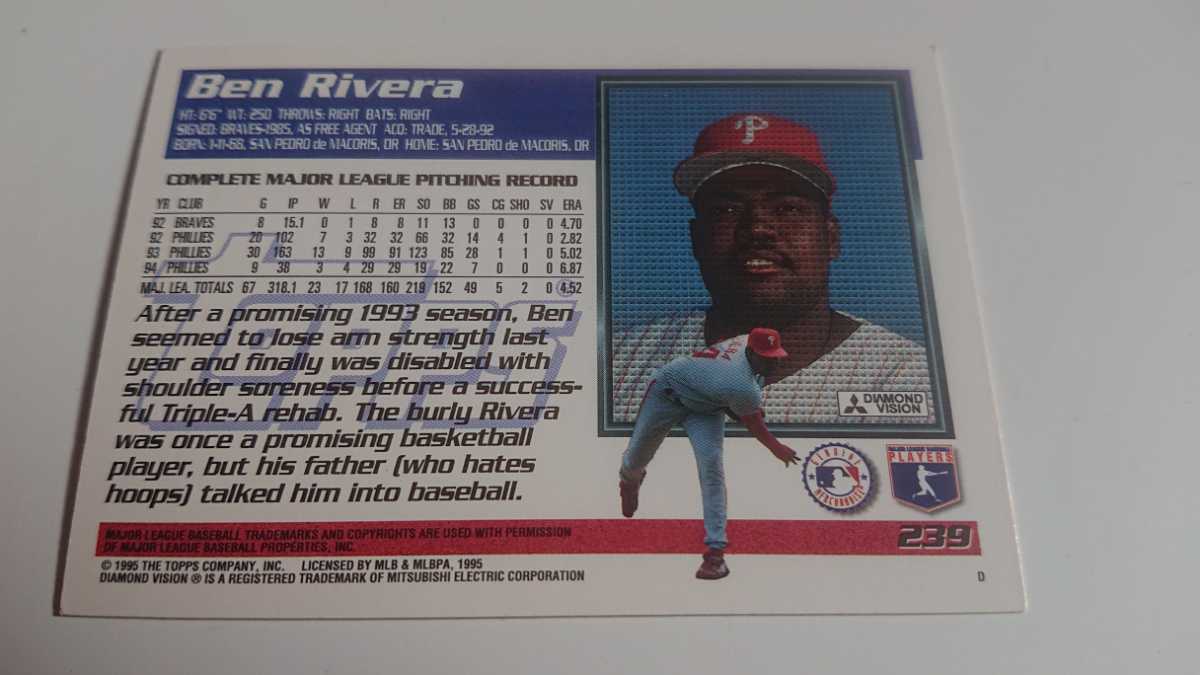 Ben Rivera
HT: 6'6" WT: 250 THROWS: RIGHT BATS: RIGHT
SIGNED: BRAVES-1985, AS FREE AGENT ACQ: TRADE, 5-28-92
BORN: 1-11-68, SAN PEDRO de MACORIS, DR HOME: SAN PEDRO de MACORIS, DR
COMPLETE MAJOR LEAGUE PITCHING RECORD
YR CLUB G IP W L R ER SO BB GS CG SHO SV ERA
92 BRAVES 8 15.1 0 1 8 8 11 13 0 0 0 0 4.70
92 PHILLIES 20 102 7 3 32 32 66 32 14 4 1 0 2.82
93 PHILLIES 30 163 13 9 99 91 123 85 28 1 1 0 5.02
94 PHILLIES 9 38 3 4 29 29 19 22 7 0 0 0 6.87
MAJ. LEA. TOTALS 67 318.1 23 17 168 160 219 152 49 5 2 0 4.52
Topps ®
After a promising 1993 season, Ben
seemed to lose arm strength last
year and finally was disabled with
shoulder soreness before a success-
ful Triple-A rehab. The burly Rivera
was once a promising basketball
player, but his father (who hates
hoops) talked him into baseball.
P
P
DIAMOND
VISION
GENUINE
MERCHANDISE
MAJOR LEAGUE BASEBALL
PLAYERS
MAJOR LEAGUE BASEBALL TRADEMARKS AND COPYRIGHTS ARE USED WITH PERMISSION
OF MAJOR LEAGUE BASEBALL PROPERTIES, INC.
239
© 1995 THE TOPPS COMPANY, INC. LICENSED BY MLB & MLBPA, 1995
DIAMOND VISION ® IS A REGISTERED TRADEMARK OF MITSUBISHI ELECTRIC CORPORATION
D